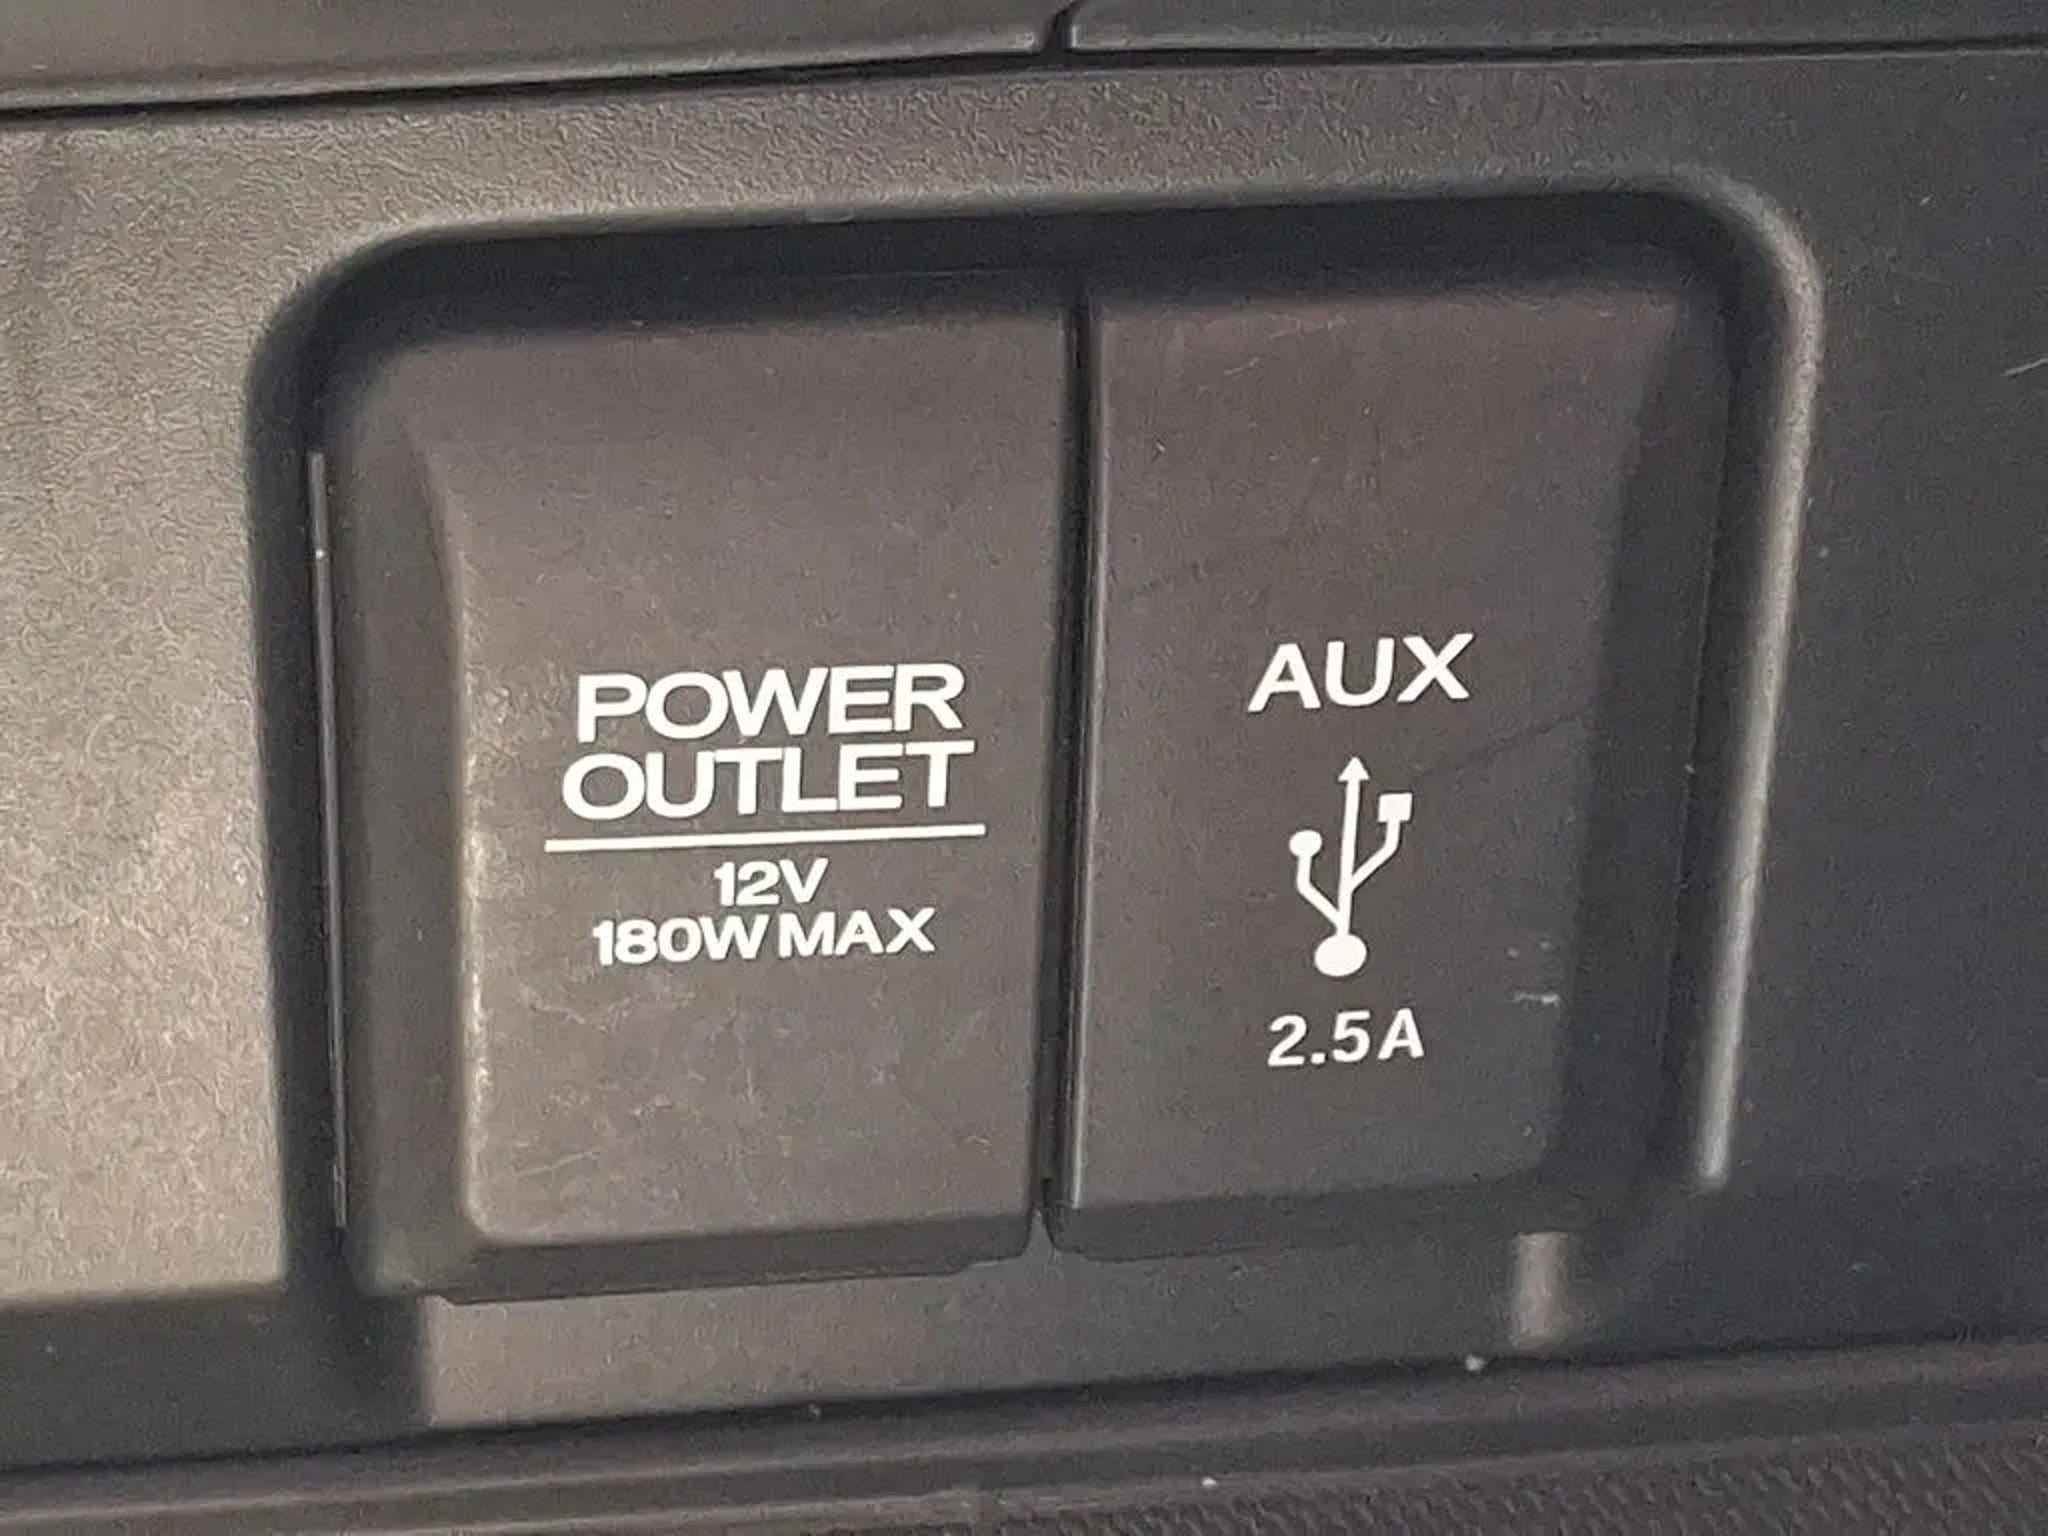 POWER
OUTLET
12V
180W MAX
AUX
2.5A